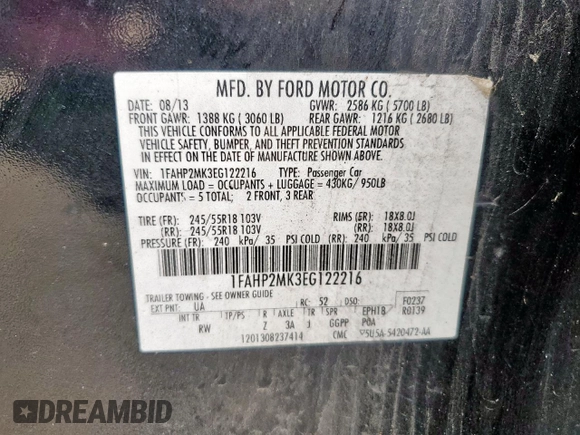 MFD. BY FORD MOTOR CO.
DATE: 08/13 GVWR: 2586 KG ( 5700 LB)
FRONT GAWR: 1388 KG ( 3060 LB) REAR GAWR: 1216 KG ( 2680 LB)
THIS VEHICLE CONFORMS TO ALL APPLICABLE FEDERAL MOTOR
VEHICLE SAFETY, BUMPER, AND THEFT PREVENTION STANDARDS
IN EFFECT ON THE DATE OF MANUFACTURE SHOWN ABOVE.
VIN: 1FAHP2MK3EG122216 TYPE: Passenger Car
MAXIMUM LOAD = OCCUPANTS + LUGGAGE = 430KG/ 950LB
OCCUPANTS = 5 TOTAL; 2 FRONT, 3 REAR
TIRE (FR): 245/55R18 103V RIMS (FR): 18X8.0J
(RR): 245/55R18 103V (RR): 18X8.0J
PRESSURE (FR): 240 kPa/ 35 PSI COLD (RR): 240 kPa/ 35 PSI COLD
1FAHP2MK3EG122216
TRAILER TOWING - SEE OWNER GUIDE
EXT PNT: UA RC: 52 DSO: F0237
INT TR TP/PS R AXLE TR SPR EPH18 R0139
RW Z 3A J GGPP POA
1201308237414 CMC 5U5A-5420472-AA
DREAMBID